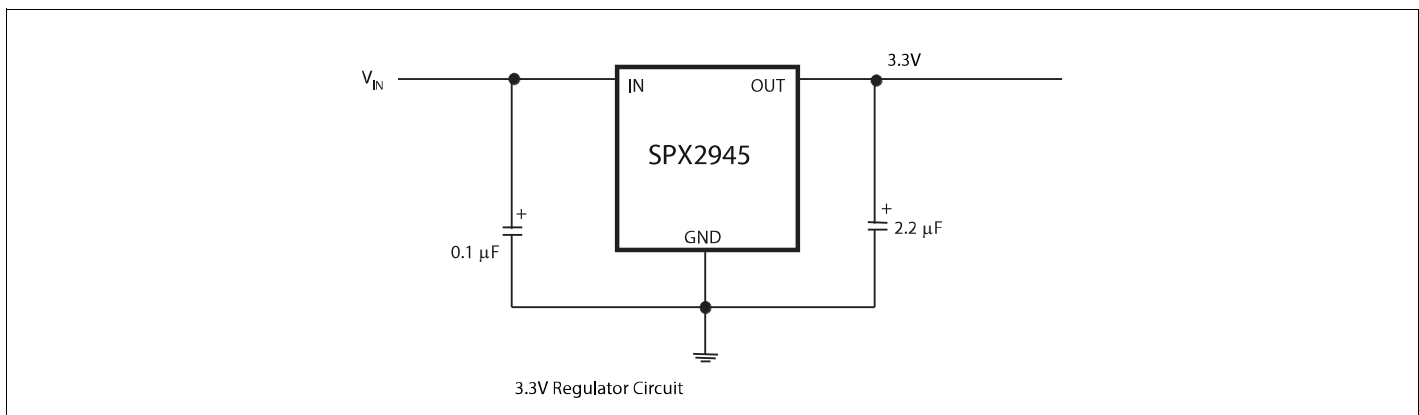 V_IN
3.3V
IN
OUT
SPX2945
GND
+
0.1 μF
+
2.2 μF
3.3V Regulator Circuit